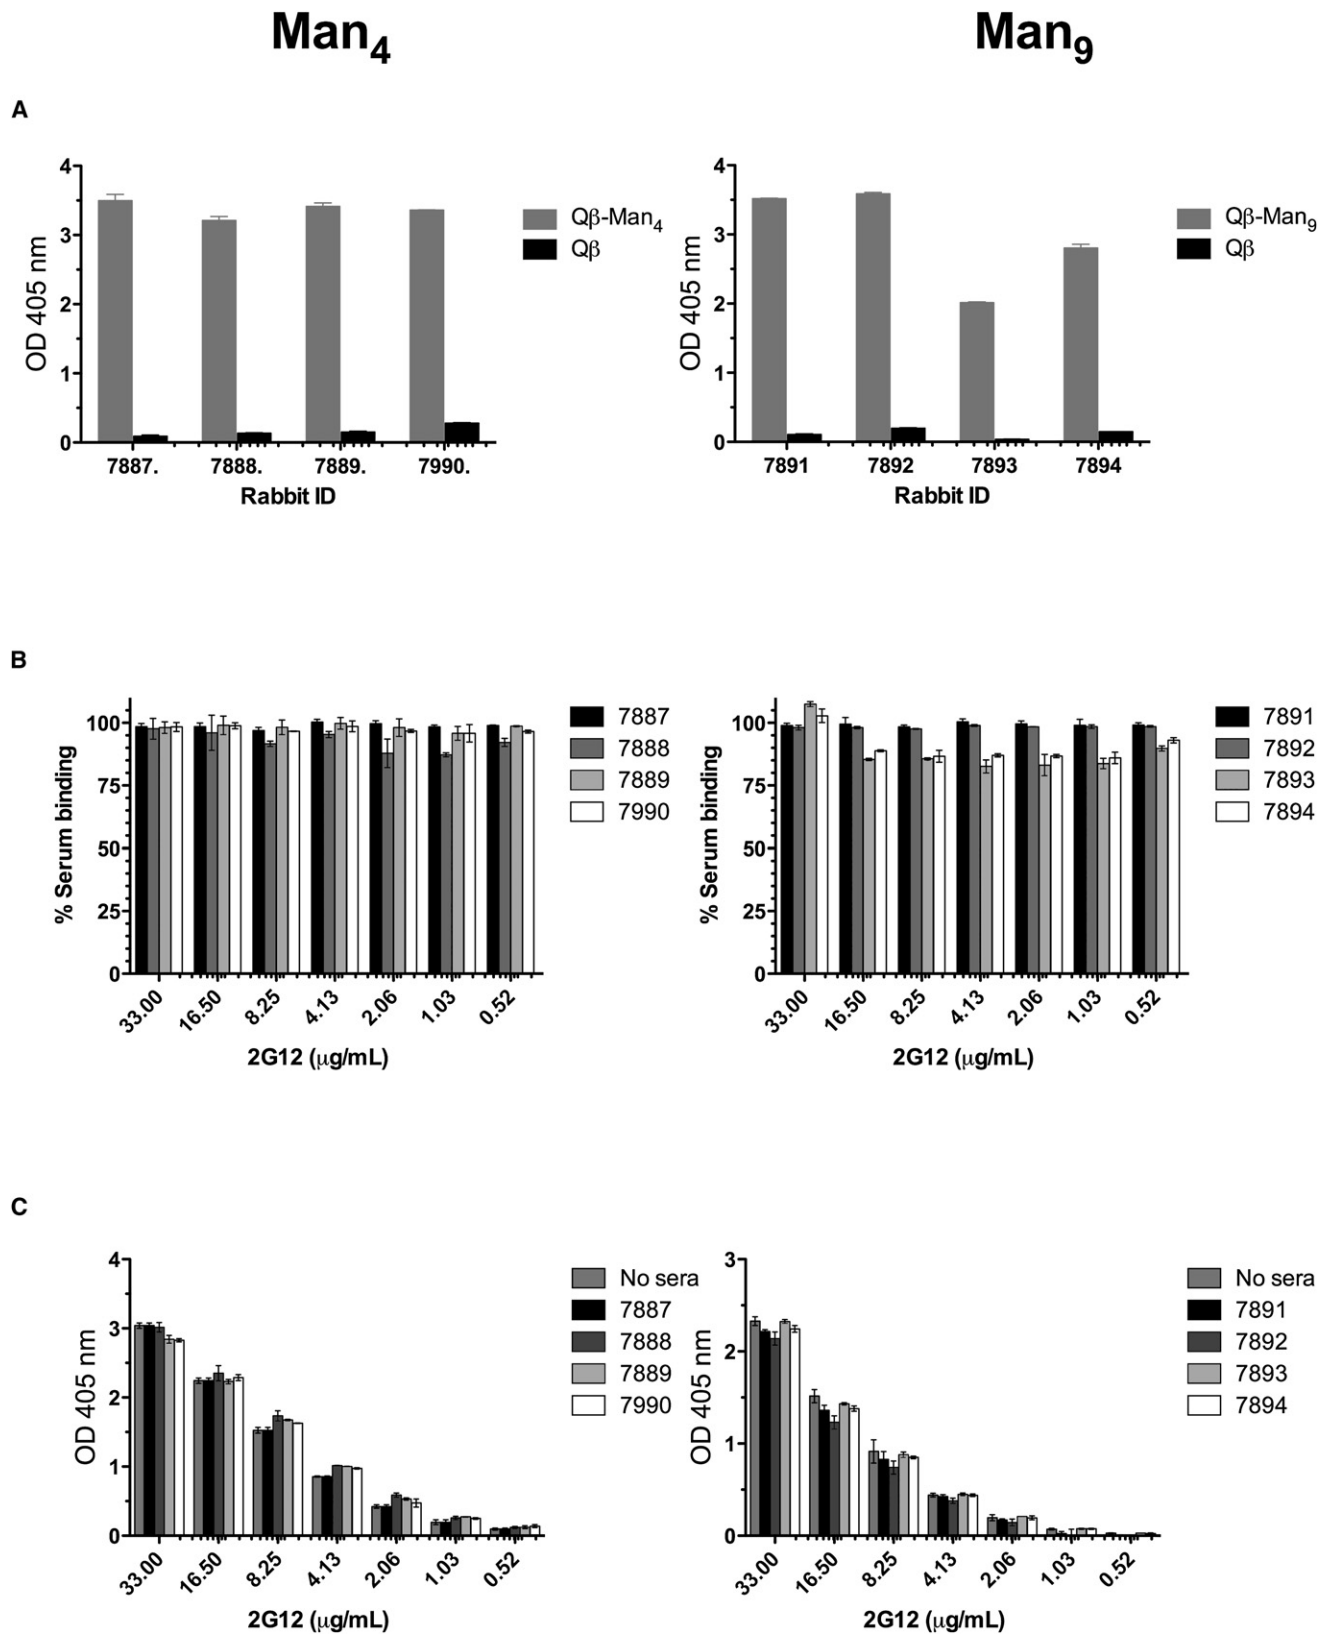 Man4 Man9
A
4
3
2
1
0
OD 405 nm
7887. 7888. 7889. 7990.
Rabbit ID
Qβ-Man4
Qβ
4
3
2
1
0
OD 405 nm
7891 7892 7893 7894
Rabbit ID
Qβ-Man9
Qβ
B
100
75
50
25
0
% Serum binding
33.00 16.50 8.25 4.13 2.06 1.03 0.52
2G12 (μg/mL)
7887
7888
7889
7990
100
75
50
25
0
% Serum binding
33.00 16.50 8.25 4.13 2.06 1.03 0.52
2G12 (μg/mL)
7891
7892
7893
7894
C
4
3
2
1
0
OD 405 nm
33.00 16.50 8.25 4.13 2.06 1.03 0.52
2G12 (μg/mL)
No sera
7887
7888
7889
7990
3
2
1
0
OD 405 nm
33.00 16.50 8.25 4.13 2.06 1.03 0.52
2G12 (μg/mL)
No sera
7891
7892
7893
7894